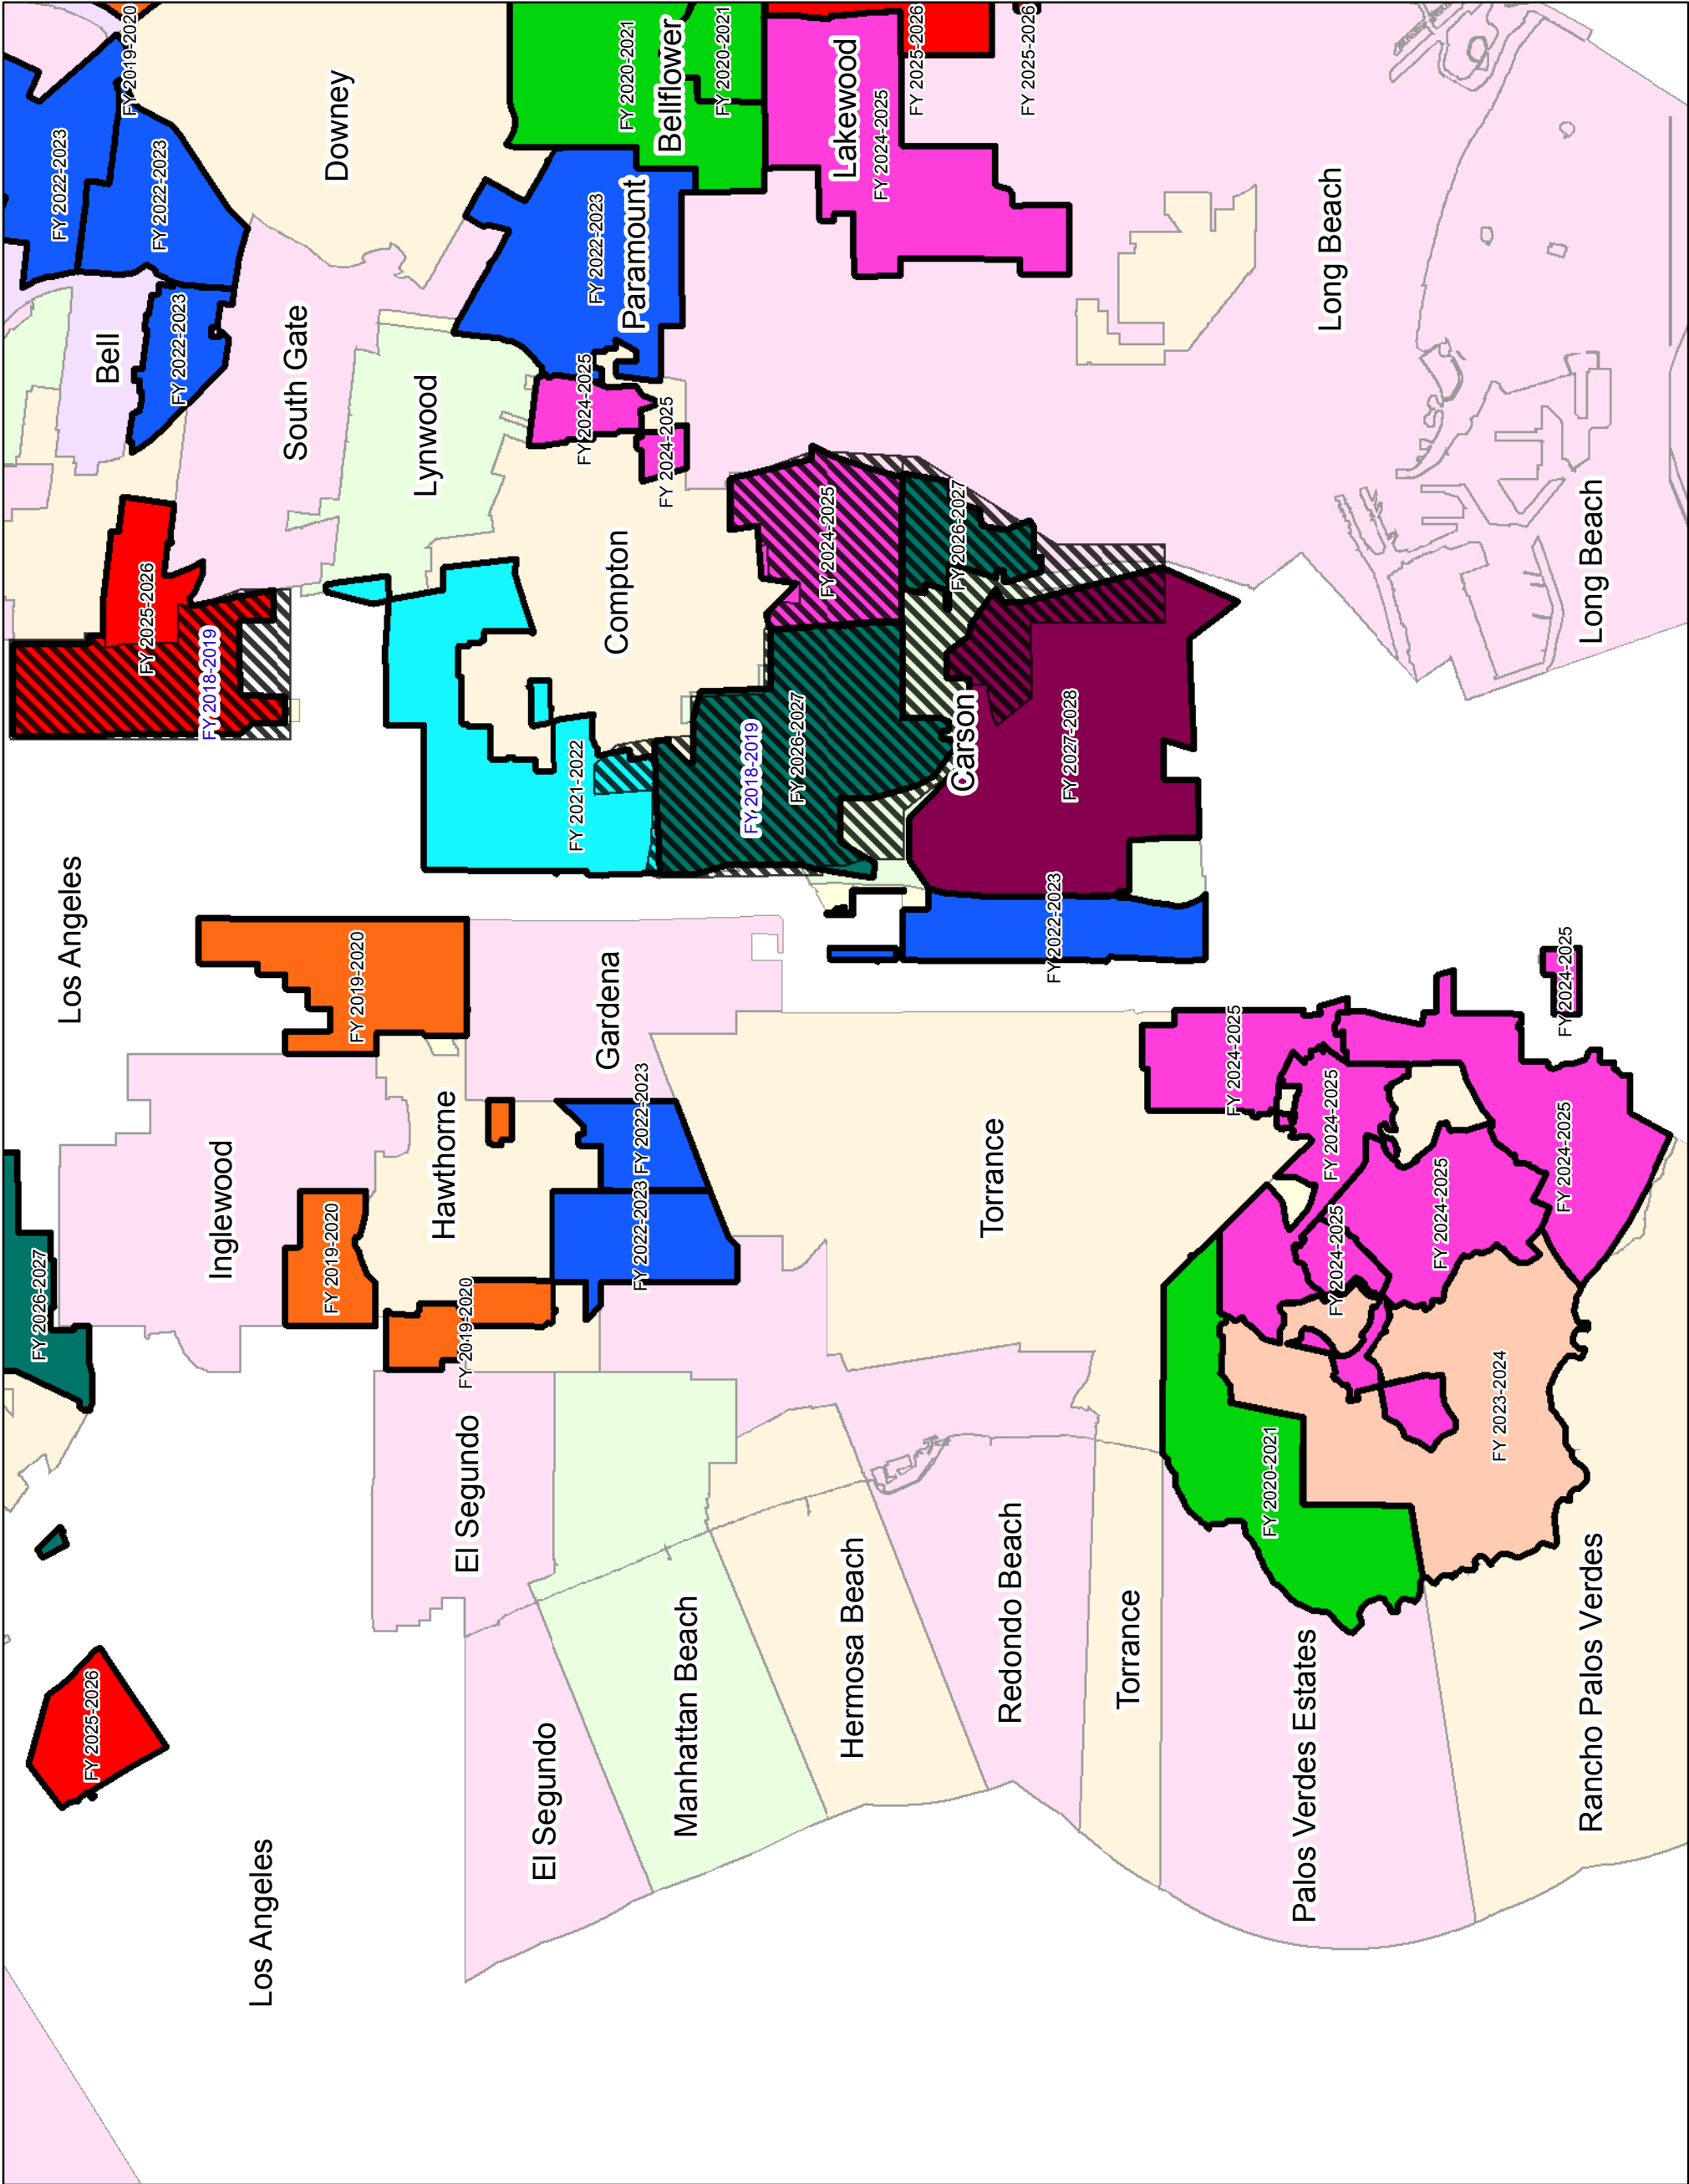 Los Angeles
FY 2025-2026
Los Angeles
FY 2026-2027
Los Angeles
Inglewood
FY 2019-2020
FY 2019-2020
Hawthorne
FY 2019-2020
El Segundo
El Segundo
Manhattan Beach
Hermosa Beach
Redondo Beach
Torrance
Torrance
Gardena
FY 2022-2023
FY 2022-2023
Palos Verdes Estates
Rancho Palos Verdes
FY 2020-2021
FY 2023-2024
FY 2024-2025
FY 2024-2025
FY 2024-2025
FY 2024-2025
FY 2024-2025
FY 2024-2025
FY 2022-2023
FY 2027-2028
Carson
FY 2026-2027
FY 2018-2019
FY 2026-2027
FY 2024-2025
FY 2021-2022
Compton
FY 2018-2019
FY 2025-2026
Lynwood
South Gate
Bell
FY 2022-2023
FY 2022-2023
FY 2022-2023
FY 2019-2020
Downey
FY 2024-2025
FY 2024-2025
FY 2022-2023
Paramount
FY 2020-2021
Bellflower
FY 2020-2021
Lakewood
FY 2024-2025
FY 2025-2026
FY 2025-2026
Long Beach
Long Beach